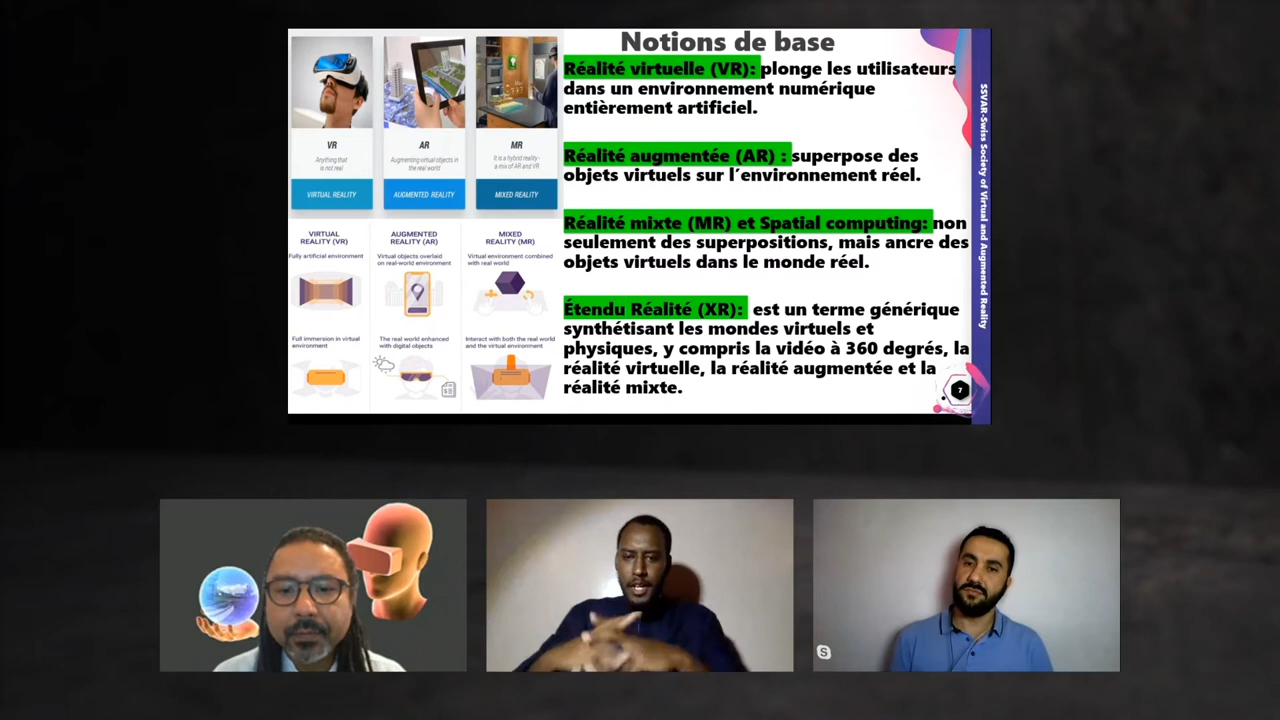 Notions de base
VR
Anything that
is not real
VIRTUAL REALITY
AR
Augmenting virtual objects in
the real world
AUGMENTED REALITY
MR
It is a hybrid reality -
a mix of AR and VR
MIXED REALITY
VIRTUAL
REALITY (VR)
Fully artificial environment
Full immersion in virtual
environment
AUGMENTED
REALITY (AR)
Virtual objects overlaid
on real-world environment
The real world enhanced
with digital objects
MIXED
REALITY (MR)
Virtual environment combined
with real world
Interact with both the real world
and the virtual environment
Réalité virtuelle (VR): plonge les utilisateurs
dans un environnement numérique
entièrement artificiel.
Réalité augmentée (AR) : superpose des
objets virtuels sur l'environnement réel.
Réalité mixte (MR) et Spatial computing: non
seulement des superpositions, mais ancre des
objets virtuels dans le monde réel.
Étendu Réalité (XR): est un terme générique
synthétisant les mondes virtuels et
physiques, y compris la vidéo à 360 degrés, la
réalité virtuelle, la réalité augmentée et la
réalité mixte.
7
SSVAR-Swiss Society of Virtual and Augmented Reality
S